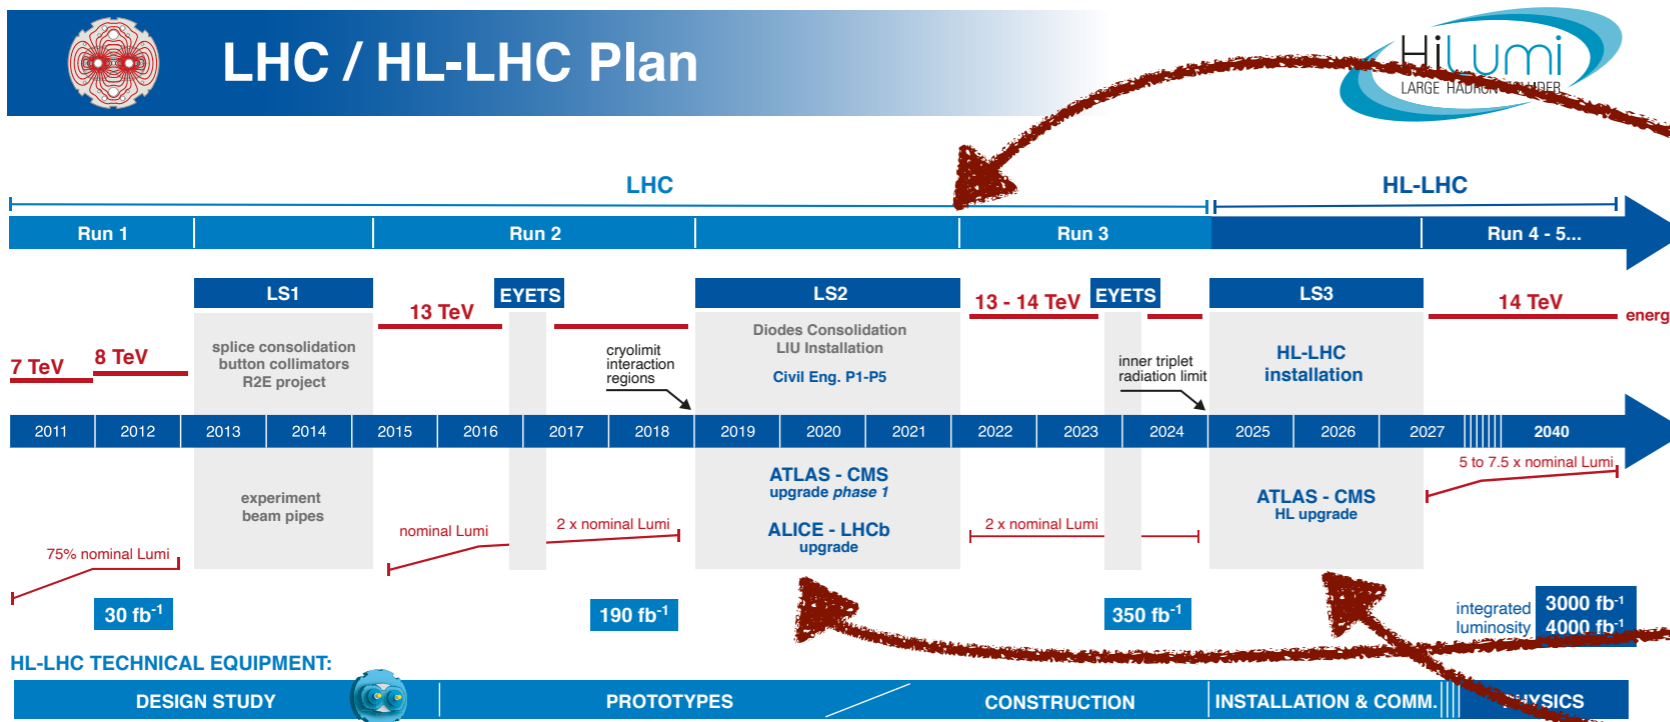 LHC / HL-LHC Plan
HiLumi
LARGE HADRON
LHC
HL-LHC
Run 1
Run 2
Run 3
Run 4 - 5...
LS1
EYETS
LS2
EYETS
LS3
7 TeV
8 TeV
13 TeV
13 - 14 TeV
14 TeV
splice consolidation
button collimators
R2E project
cryolimit
interaction
regions
Diodes Consolidation
LIU Installation
Civil Eng. P1-P5
inner triplet
radiation limit
HL-LHC
installation
2011 2012 2013 2014 2015 2016 2017 2018 2019 2020 2021 2022 2023 2024 2025 2026 2027 2040
experiment
beam pipes
75% nominal Lumi
nominal Lumi
2 x nominal Lumi
ATLAS - CMS
upgrade phase 1
ALICE - LHCb
upgrade
2 x nominal Lumi
ATLAS - CMS
HL upgrade
5 to 7.5 x nominal Lumi
30 fb⁻¹
190 fb⁻¹
350 fb⁻¹
integrated
luminosity
3000 fb⁻¹
4000 fb⁻¹
HL-LHC TECHNICAL EQUIPMENT:
DESIGN STUDY
PROTOTYPES
CONSTRUCTION
INSTALLATION & COMM.
PHYSICS